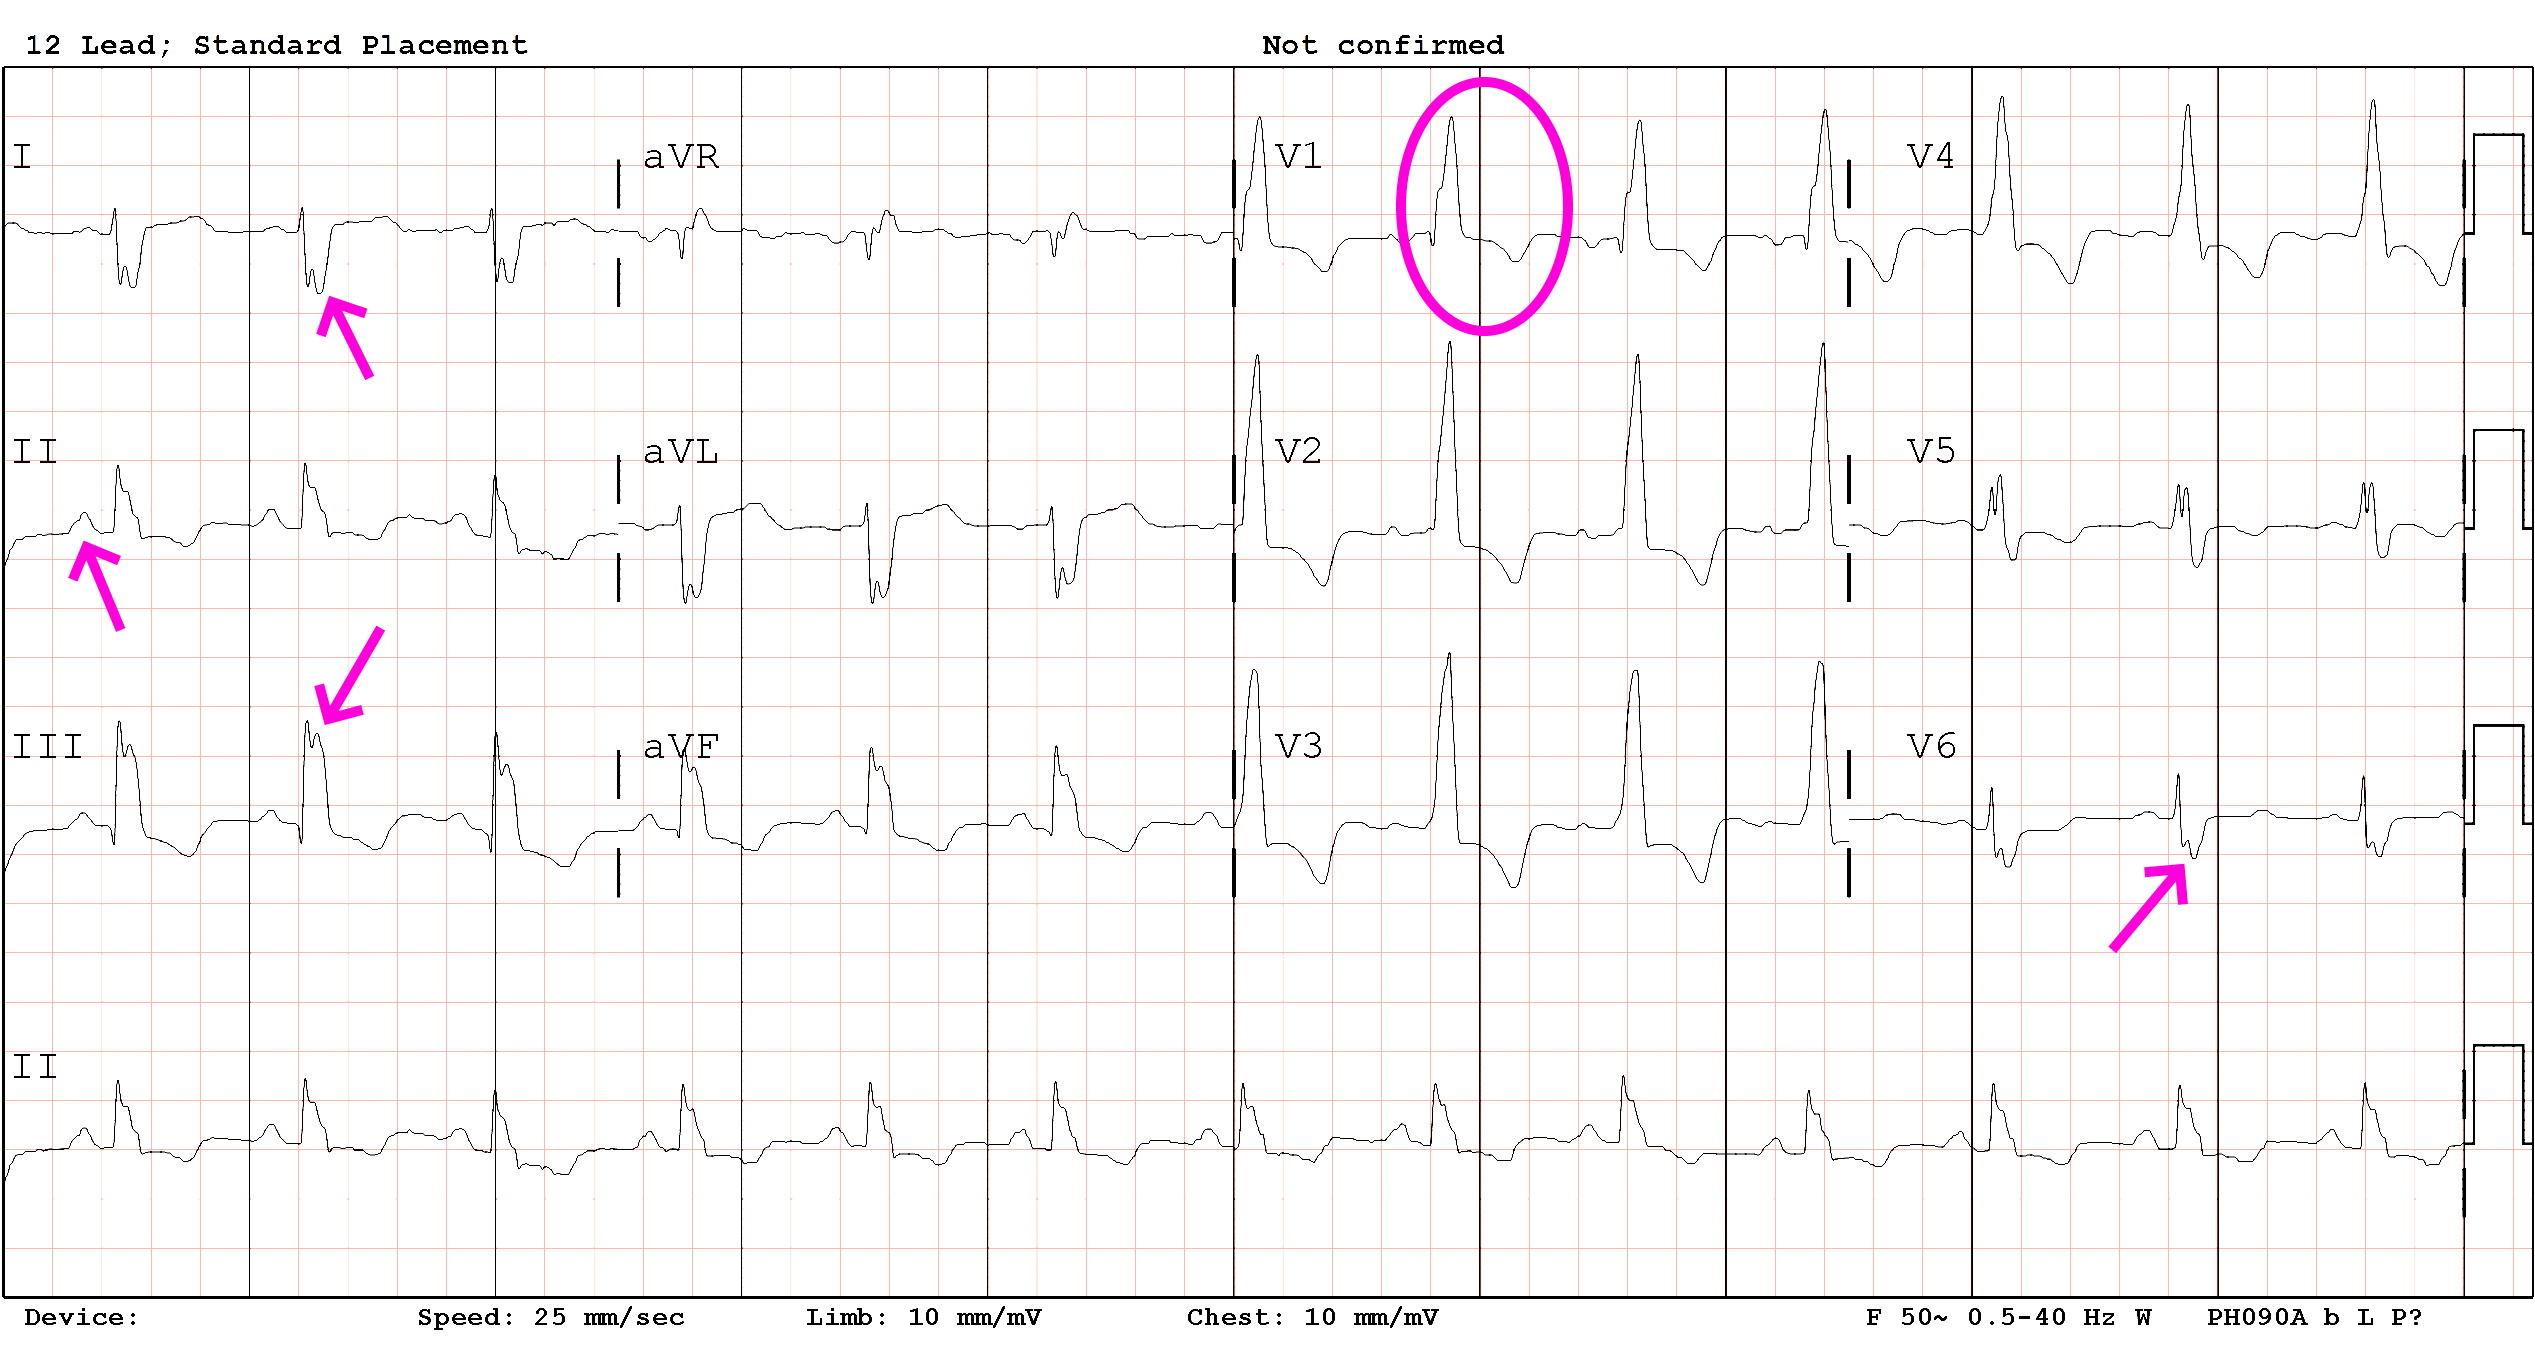 12 Lead; Standard Placement Not confirmed
I aVR V1 V4
II aVL V2 V5
III aVF V3 V6
II
Device: Speed: 25 mm/sec Limb: 10 mm/mV Chest: 10 mm/mV F 50~ 0.5-40 Hz W PH090A b L P?